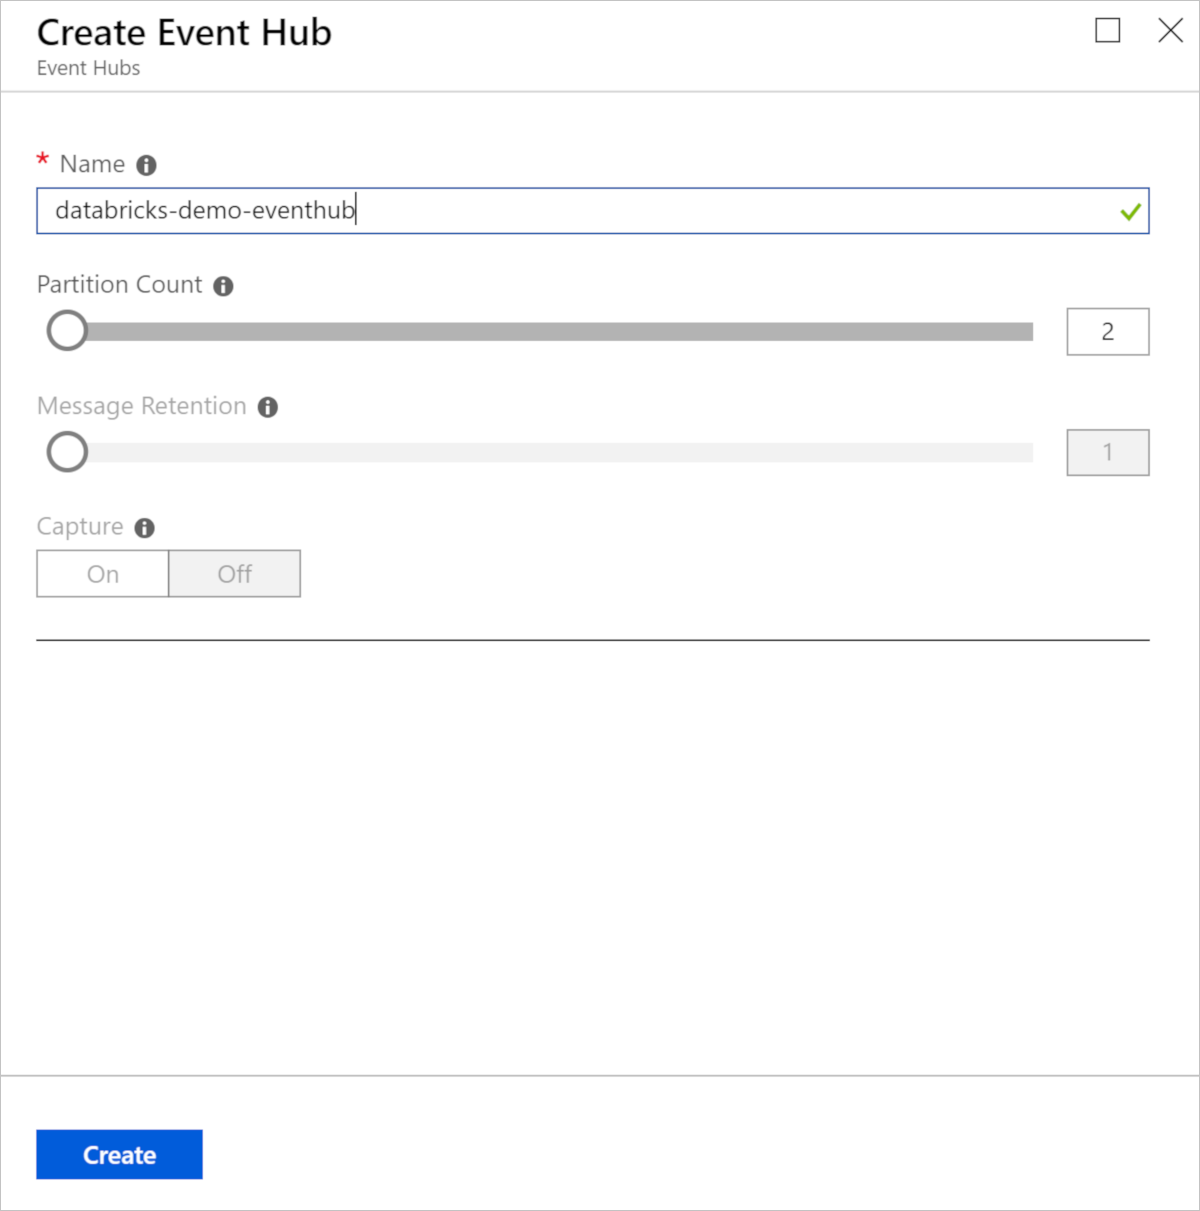 Create Event Hub
Event Hubs
* Name
databricks-demo-eventhub
Partition Count
2
Message Retention
1
Capture
On Off
Create